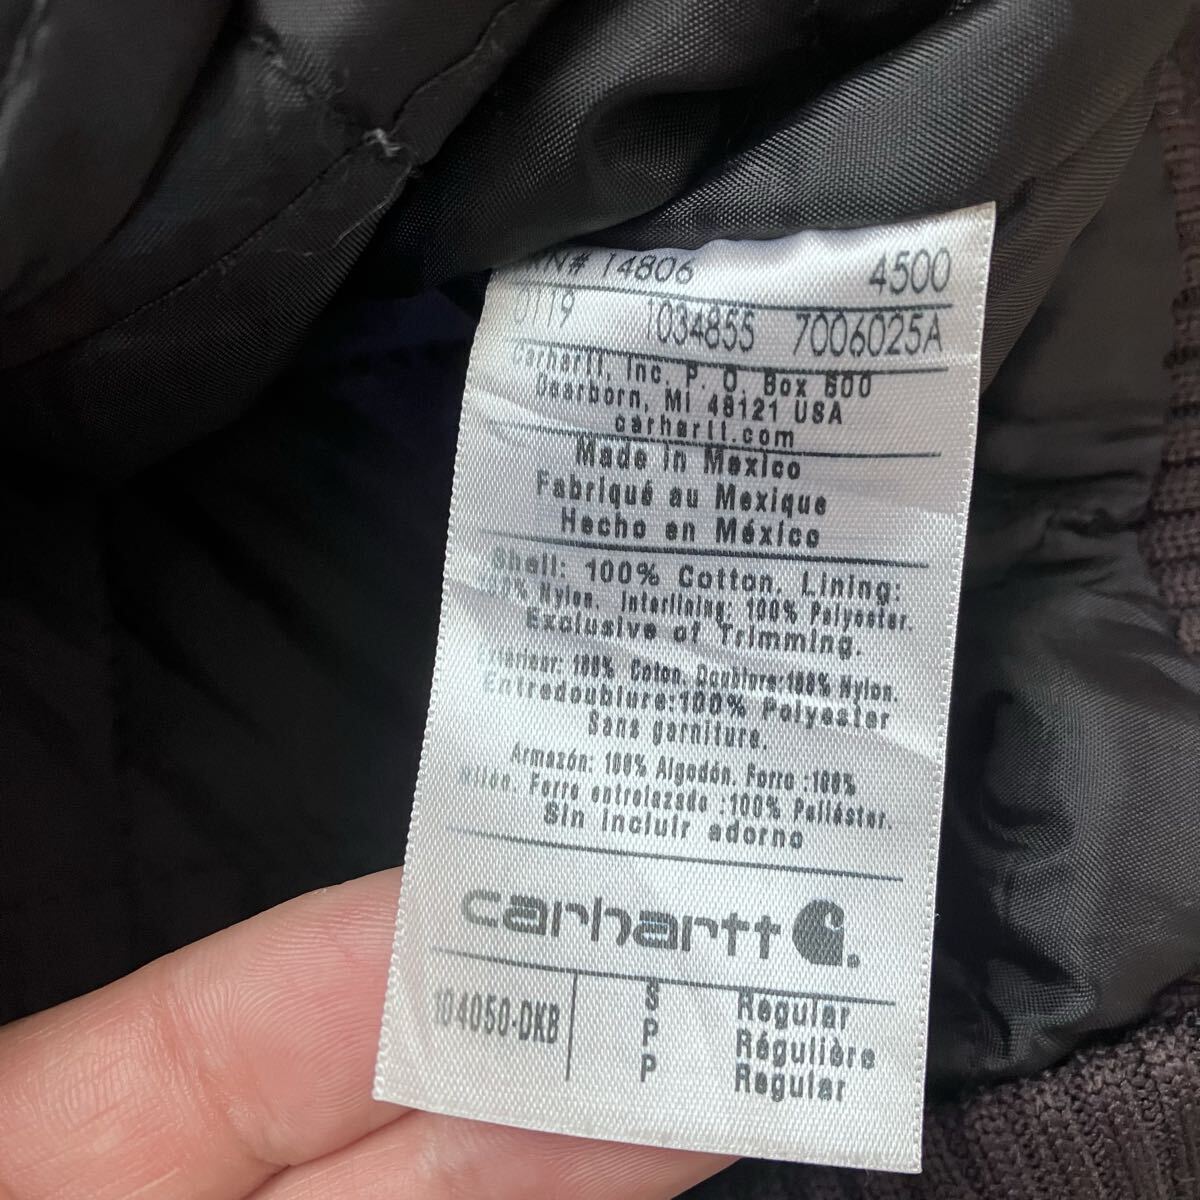 RN# 14806 4500
0119 1034855 7006025A
Carhartt, Inc. P. O. Box 600
Dearborn, MI 48121 USA
carhartt.com
Made in Mexico
Fabriqué au Mexique
Hecho en México
Shell: 100% Cotton. Lining:
100% Nylon. Interlining: 100% Polyester.
Exclusive of Trimming.
Extérieur: 100% Coton. Doublure:100% Nylon.
Entredoublure:100% Polyester
Sans garniture.
Armazón: 100% Algodón. Forro :100%
Nilón. Forro entrelazado :100% Poliéster.
Sin incluir adorno
carhartt
104050-DKB S Regular
P Régulière
P Regular